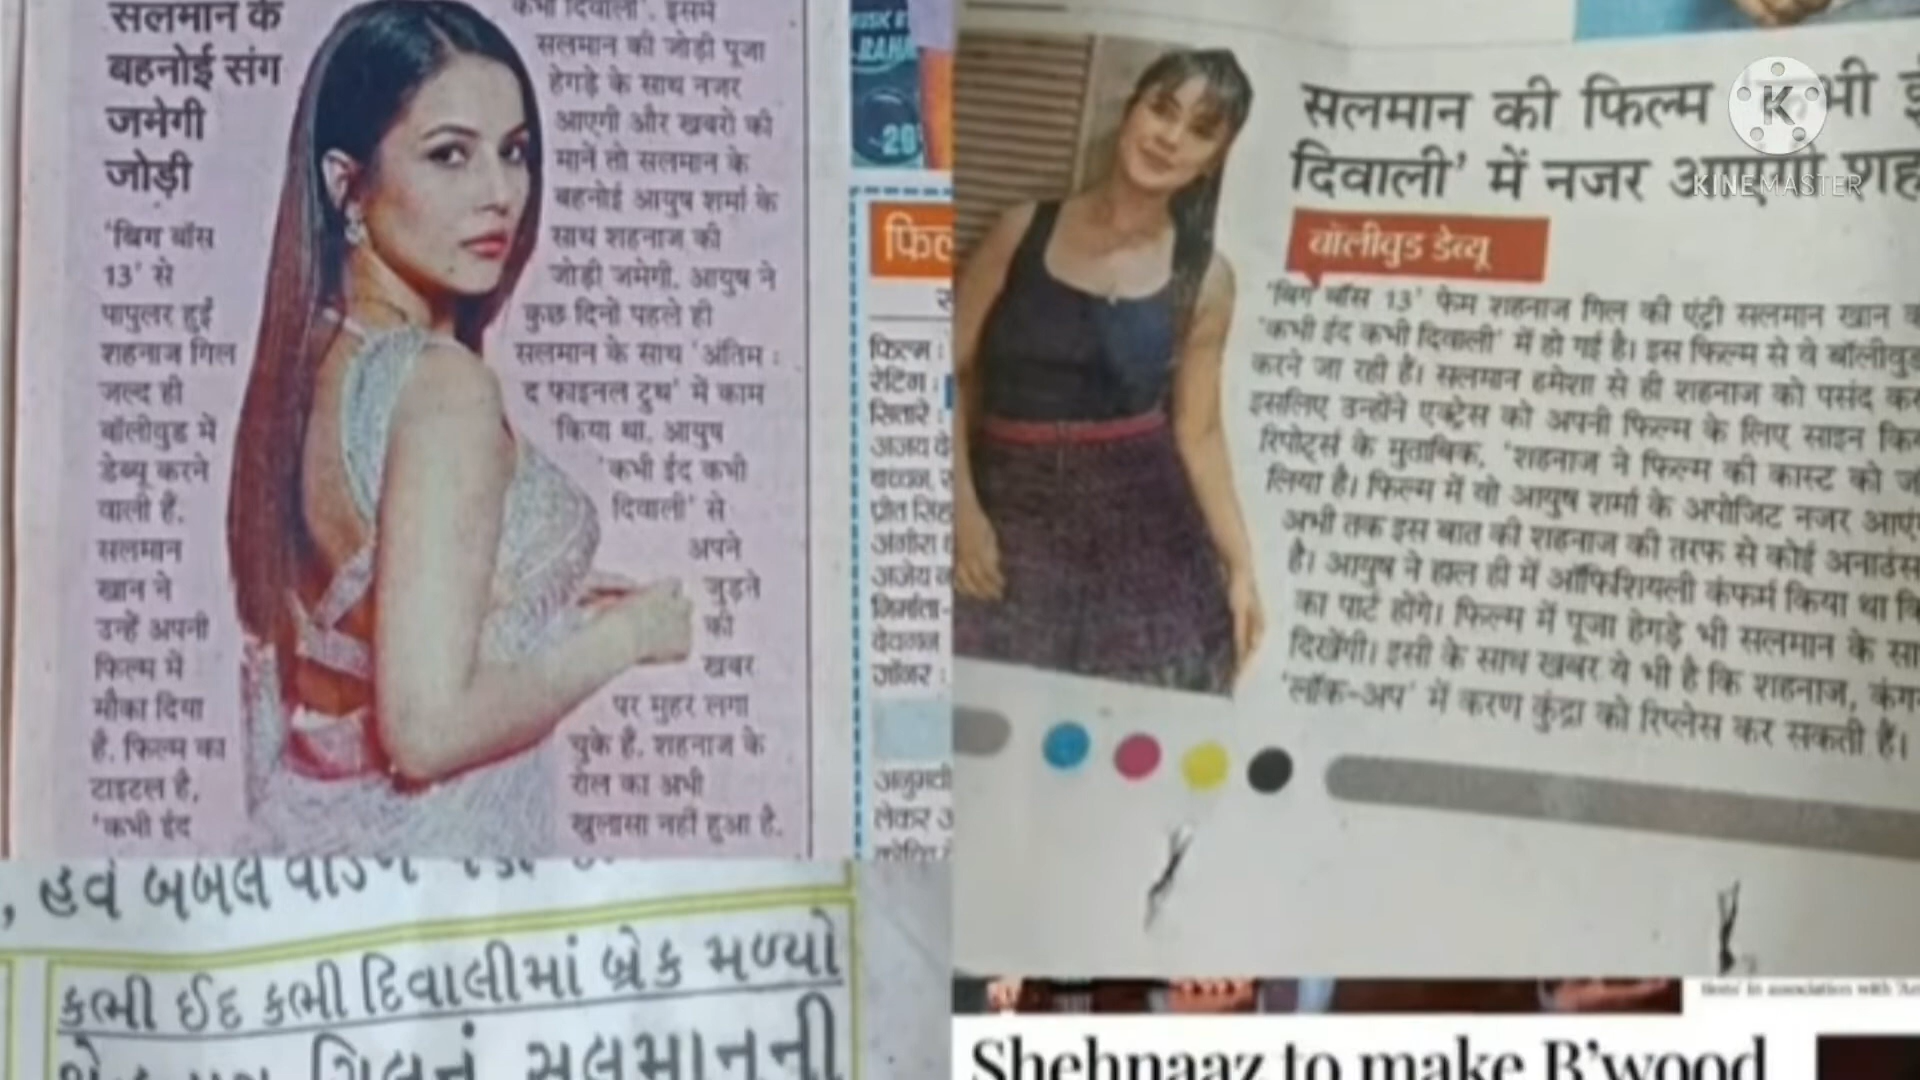 सलमान के
बहनोई संग
जमेगी
जोड़ी
'बिग बॉस
13' से
पापुलर हुईं
शहनाज गिल
जल्द ही
बॉलीवुड में
डेब्यू करने
वाली हैं.
सलमान
खान ने
उन्हें अपनी
फिल्म में
मौका दिया
है. फिल्म का
टाइटल है,
'कभी ईद
कभी दिवाली'. इसमें
सलमान की जोड़ी पूजा
हेगड़े के साथ नजर
आएगी और खबरों की
मानें तो सलमान के
बहनोई आयुष शर्मा के
साथ शहनाज की
जोड़ी जमेगी. आयुष ने
कुछ दिनों पहले ही
सलमान के साथ 'अंतिम :
द फाइनल ट्रुथ' में काम
किया था. आयुष
'कभी ईद कभी
दिवाली' से
अपने
जुड़ने
की
खबर
पर मुहर लगा
चुके हैं. शहनाज के
रोल का अभी
खुलासा नहीं हुआ है.
फिल्म :
रेटिंग :
सितारे :
सलमान की फिल्म
दिवाली' में नजर शह
बॉलीवुड डेब्यू
'बिग बॉस 13' फेम शहनाज गिल की एंट्री सलमान खान
'कभी ईद कभी दिवाली' में हो गई है। इस फिल्म से वे बॉलीवुड
करने जा रही हैं। सलमान हमेशा से ही शहनाज को पसंद
इसलिए उन्होंने एक्ट्रेस को अपनी फिल्म के लिए साइन
रिपोर्ट्स के मुताबिक, 'शहनाज ने फिल्म की कास्ट को
लिया है। फिल्म में वो आयुष शर्मा के अपोजिट नजर
अभी तक इस बात की शहनाज की तरफ से कोई
है। आयुष ने हाल ही में ऑफिशियली कंफर्म किया था
का पार्ट होंगे। फिल्म में पूजा हेगड़े भी सलमान के
दिखेंगी। इसी के साथ खबर ये भी है कि शहनाज,
'लॉक-अप' में करण कुंद्रा को रिप्लेस कर सकती हैं।
K
KINEMASTER
, હવે બબલ
કભી ઈદ કભી દિવાલીમાં બ્રેક મળ્યો
સલમાનની
Shehnaaz to make B'wood